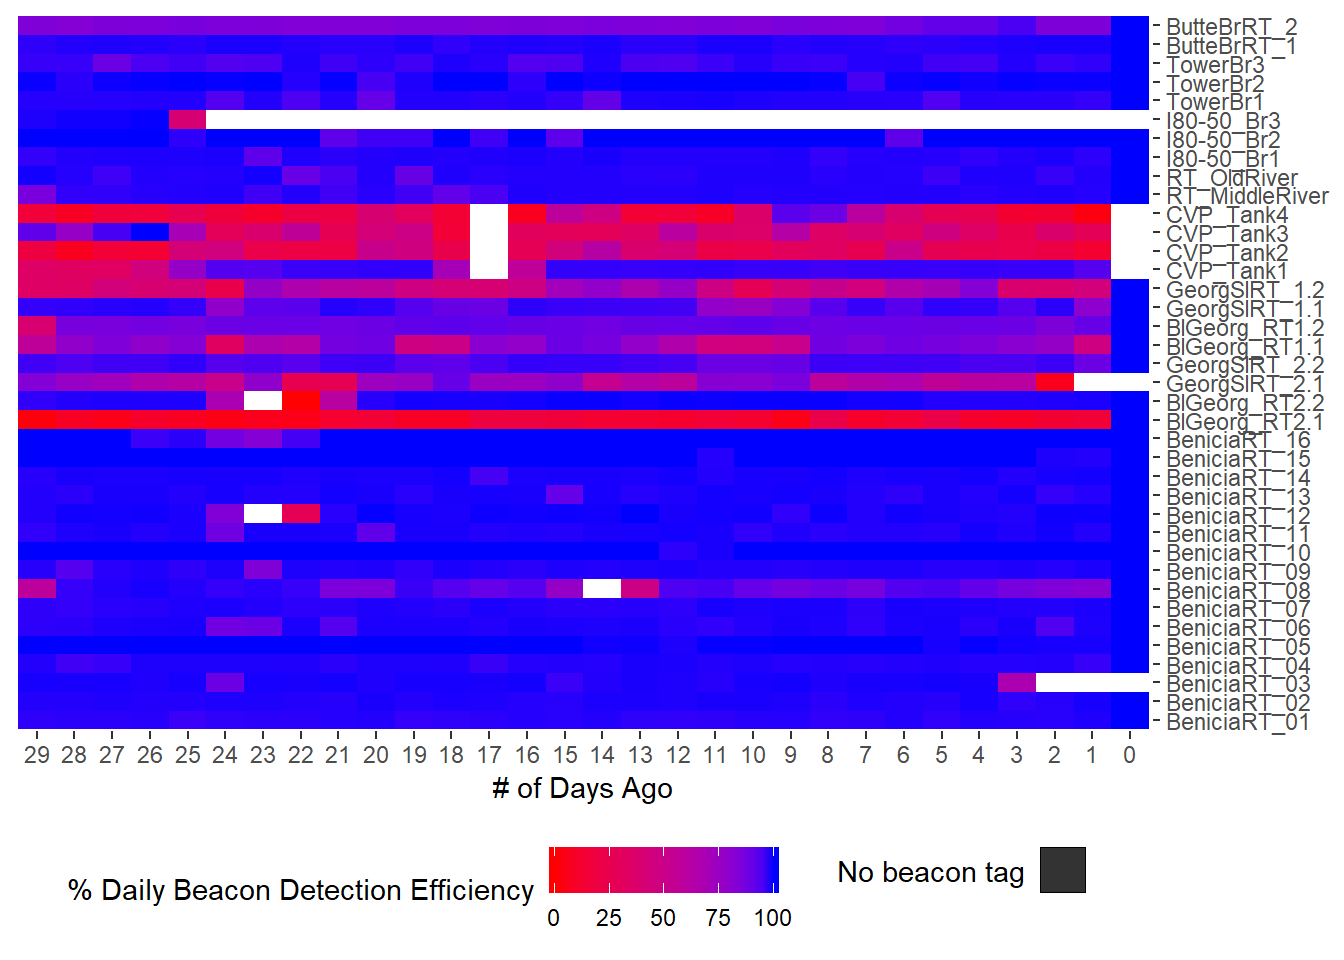 ButteBrRT_2
ButteBrRT_1
TowerBr3
TowerBr2
TowerBr1
I80-50_Br3
I80-50_Br2
I80-50_Br1
RT_OldRiver
RT_MiddleRiver
CVP_Tank4
CVP_Tank3
CVP_Tank2
CVP_Tank1
GeorgSlRT_1.2
GeorgSlRT_1.1
BlGeorg_RT1.2
BlGeorg_RT1.1
GeorgSlRT_2.2
GeorgSlRT_2.1
BlGeorg_RT2.2
BlGeorg_RT2.1
BeniciaRT_16
BeniciaRT_15
BeniciaRT_14
BeniciaRT_13
BeniciaRT_12
BeniciaRT_11
BeniciaRT_10
BeniciaRT_09
BeniciaRT_08
BeniciaRT_07
BeniciaRT_06
BeniciaRT_05
BeniciaRT_04
BeniciaRT_03
BeniciaRT_02
BeniciaRT_01
29 28 27 26 25 24 23 22 21 20 19 18 17 16 15 14 13 12 11 10 9 8 7 6 5 4 3 2 1 0
# of Days Ago
% Daily Beacon Detection Efficiency
0 25 50 75 100
No beacon tag